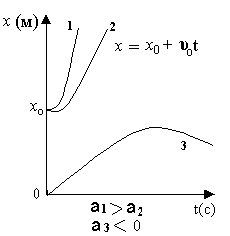 x (м)
1
2
x = x₀ + υ₀t
x₀
3
0
t(c)
a₁ > a₂
a₃ < 0